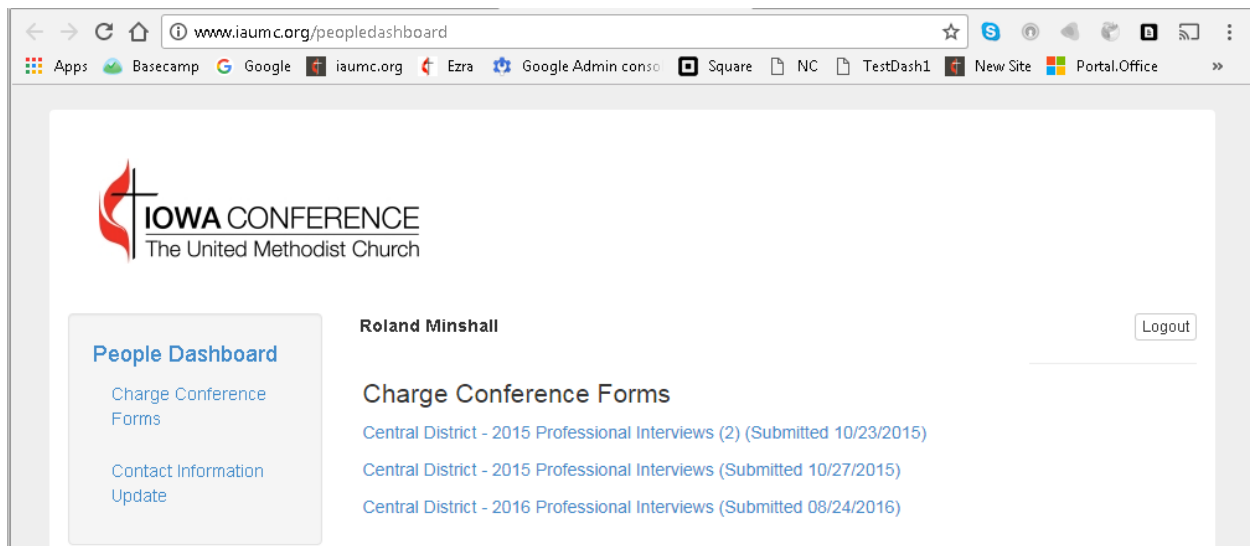 www.iaumc.org/peopledashboard
Apps Basecamp Google iaumc.org Ezra Google Admin conso Square NC TestDash1 New Site Portal.Office »
IOWA CONFERENCE
The United Methodist Church
Roland Minshall
Logout
People Dashboard
Charge Conference
Forms
Contact Information
Update
Charge Conference Forms
Central District - 2015 Professional Interviews (2) (Submitted 10/23/2015)
Central District - 2015 Professional Interviews (Submitted 10/27/2015)
Central District - 2016 Professional Interviews (Submitted 08/24/2016)